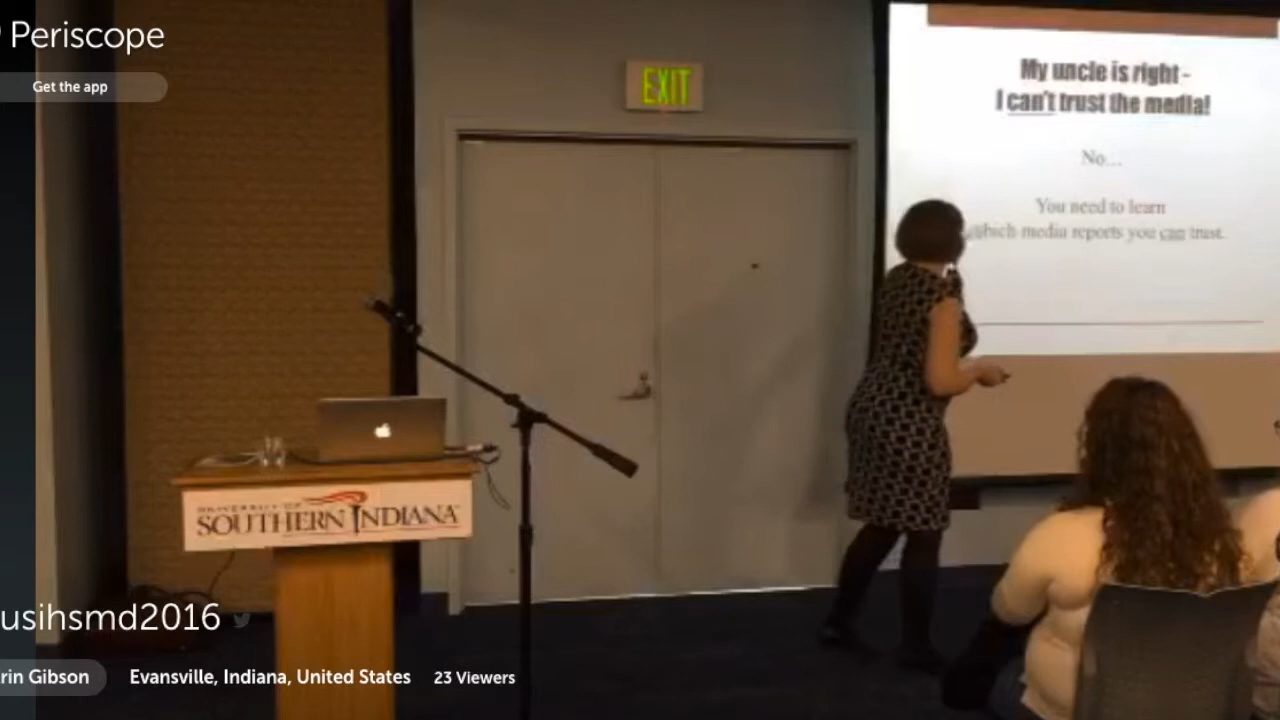 Periscope
Get the app
EXIT
My uncle is right -
I can't trust the media!
No...
You need to learn
which media reports you can trust.
UNIVERSITY OF
SOUTHERN INDIANA
usihsmd2016
rin Gibson
Evansville, Indiana, United States
23 Viewers